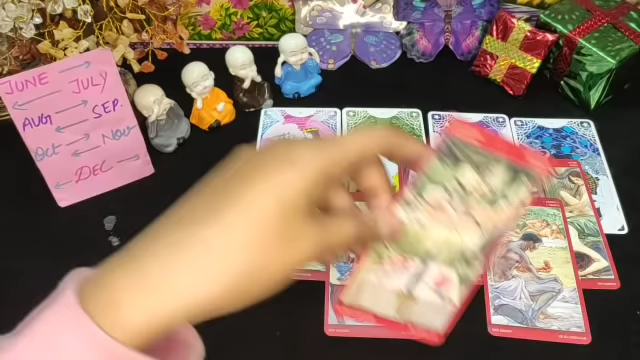 JUNE → JULY
←
AUG → SEP.
←
Oct → Nov
←
← DEC →